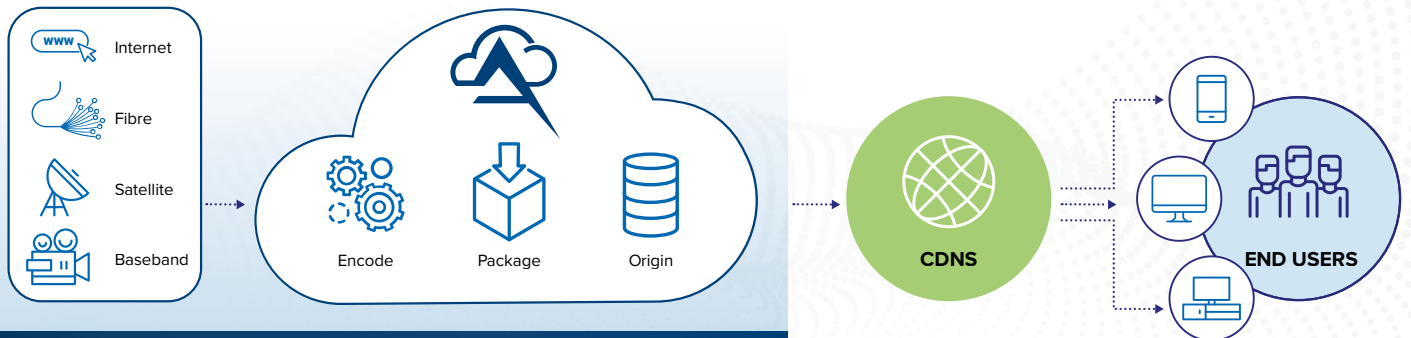 www
Internet
Fibre
Satellite
Baseband
Encode
Package
Origin
CDNS
END USERS